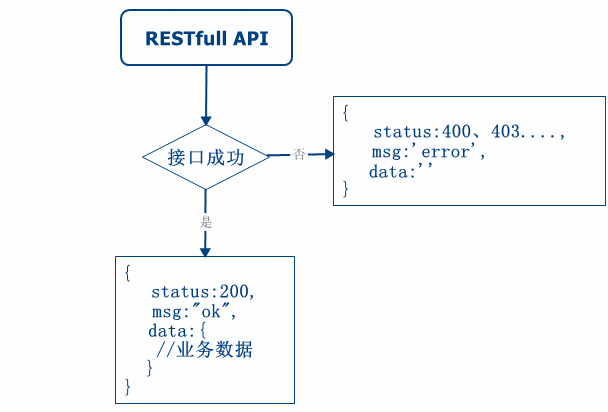 RESTfull API
接口成功
否
{
status:400、403....,
msg:'error',
data:''
}
是
{
status:200,
msg:"ok",
data:{
//业务数据
}
}